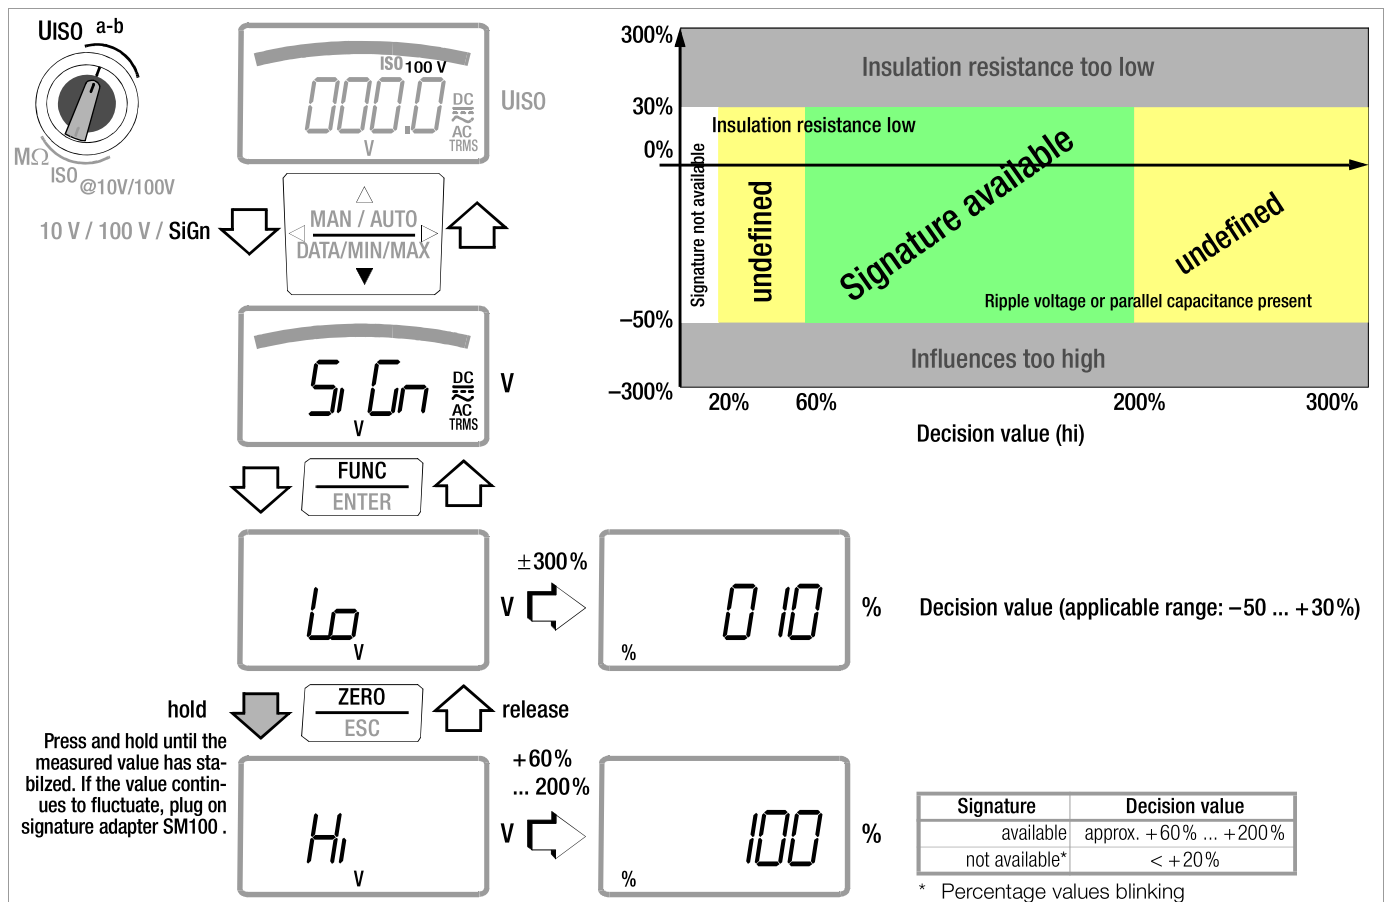 UISO a-b
MΩ
ISO @10V/100V
10 V / 100 V / SiGn
ISO 100 V
000.0
DC
AC
TRMS
V
UISO
MAN / AUTO
DATA/MIN/MAX
SiGn
DC
AC
TRMS
V
V
FUNC
ENTER
Lo
V
V
±300%
010
%
%
Decision value (applicable range: –50 ... +30%)
hold
ZERO
ESC
release
Press and hold until the
measured value has sta-
bilzed. If the value contin-
ues to fluctuate, plug on
signature adapter SM100 .
Hi
V
+60%
... 200%
V
100
%
%
300%
30%
0%
–50%
–300%
Insulation resistance too low
Insulation resistance low
Signature not available
undefined
Signature available
undefined
Ripple voltage or parallel capacitance present
Influences too high
20% 60% 200% 300%
Decision value (hi)
Signature Decision value
available approx. +60% ... +200%
not available* < +20%
* Percentage values blinking